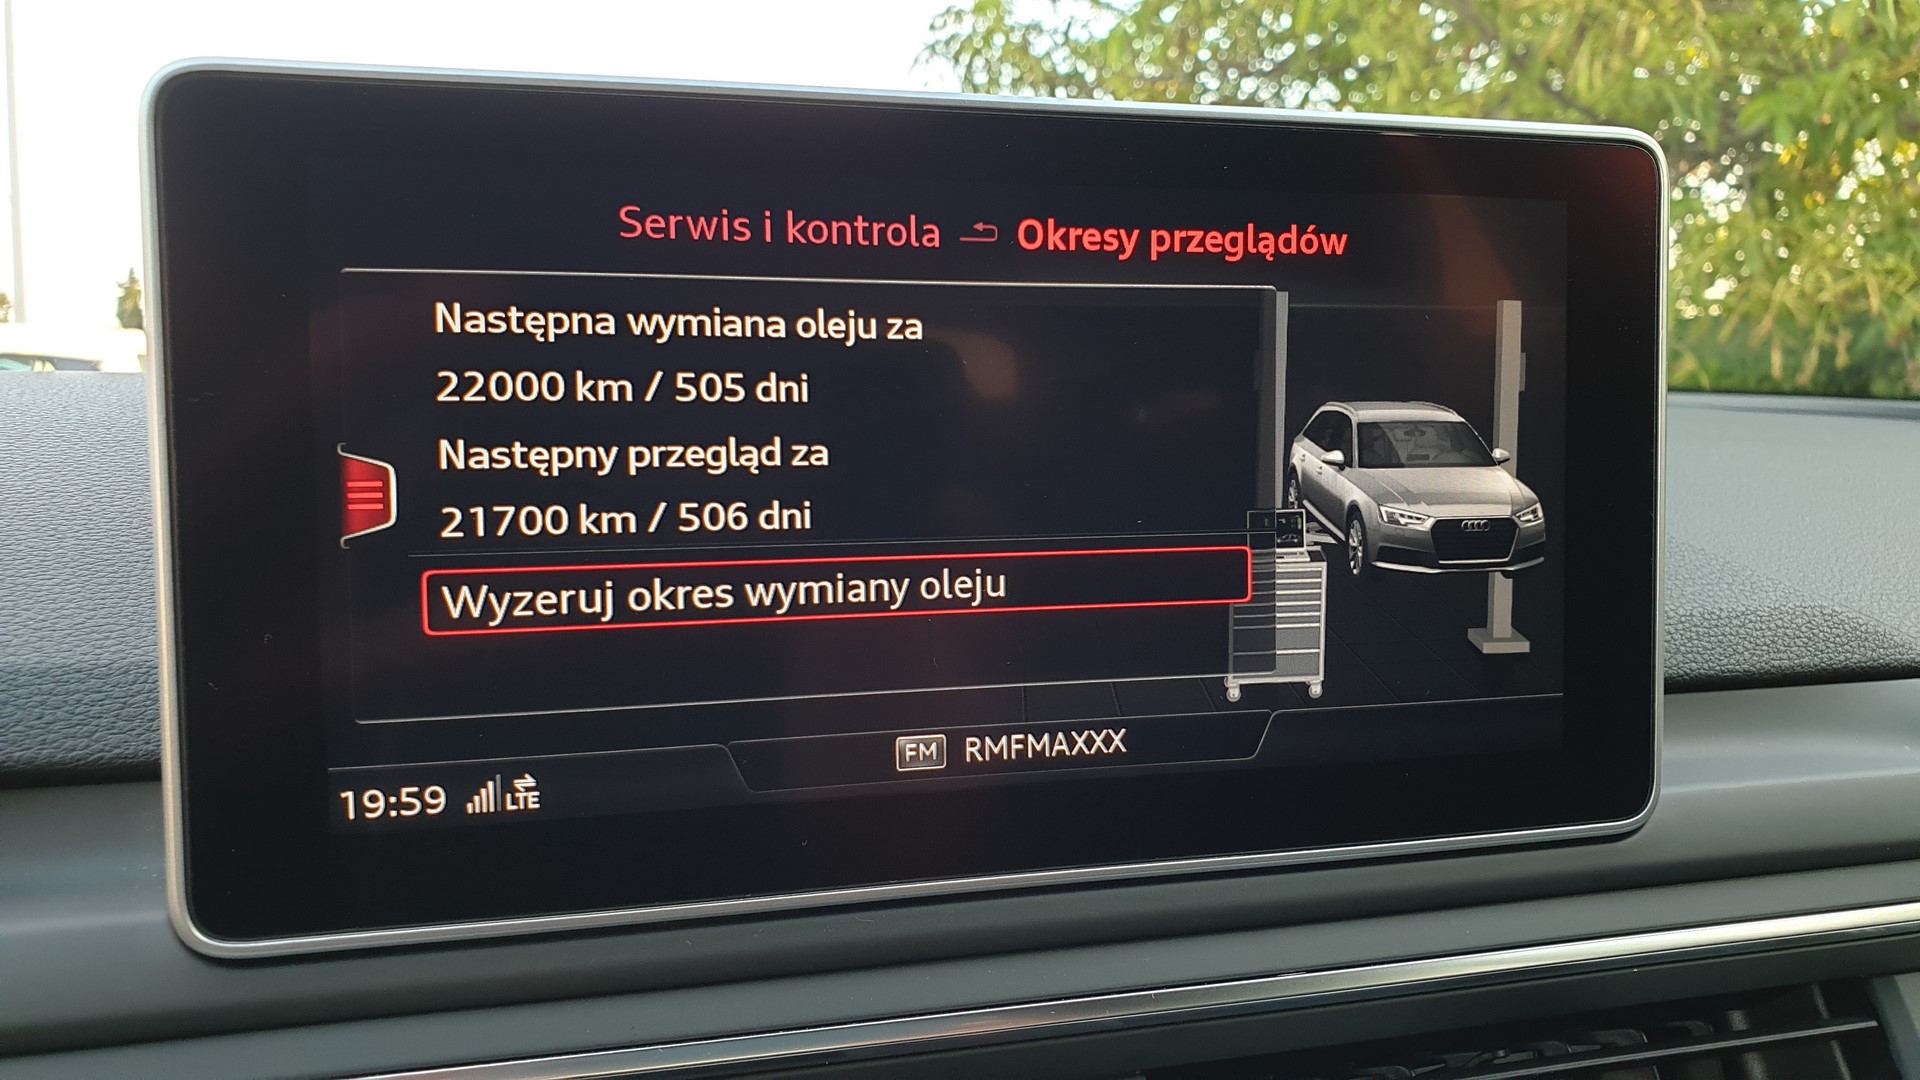 Serwis i kontrola Okresy przeglądów
Następna wymiana oleju za
22000 km / 505 dni
Następny przegląd za
21700 km / 506 dni
Wyzeruj okres wymiany oleju
FM RMFMAXXX
19:59 LTE